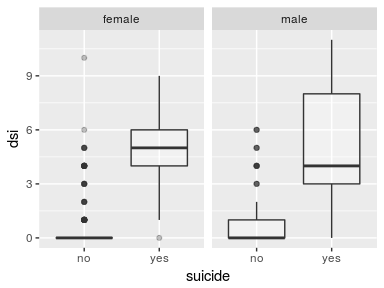 female male
dsi
9
6
3
0
no yes no yes
suicide